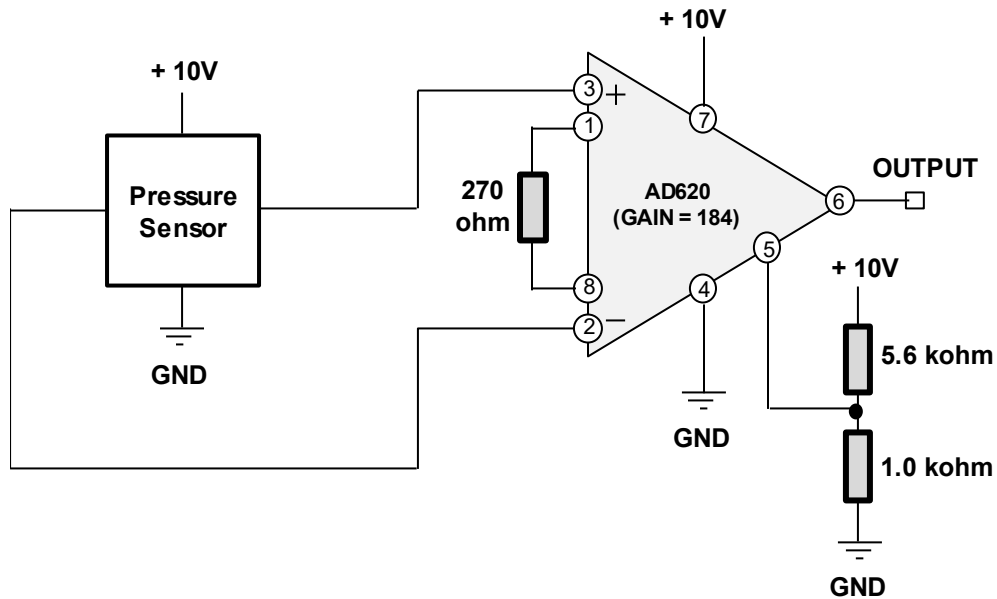 + 10V
+ 10V
3
+
1
7
Pressure
Sensor
270
ohm
AD620
(GAIN = 184)
OUTPUT
6
5
+ 10V
8
4
2
−
GND
5.6 kohm
GND
1.0 kohm
GND